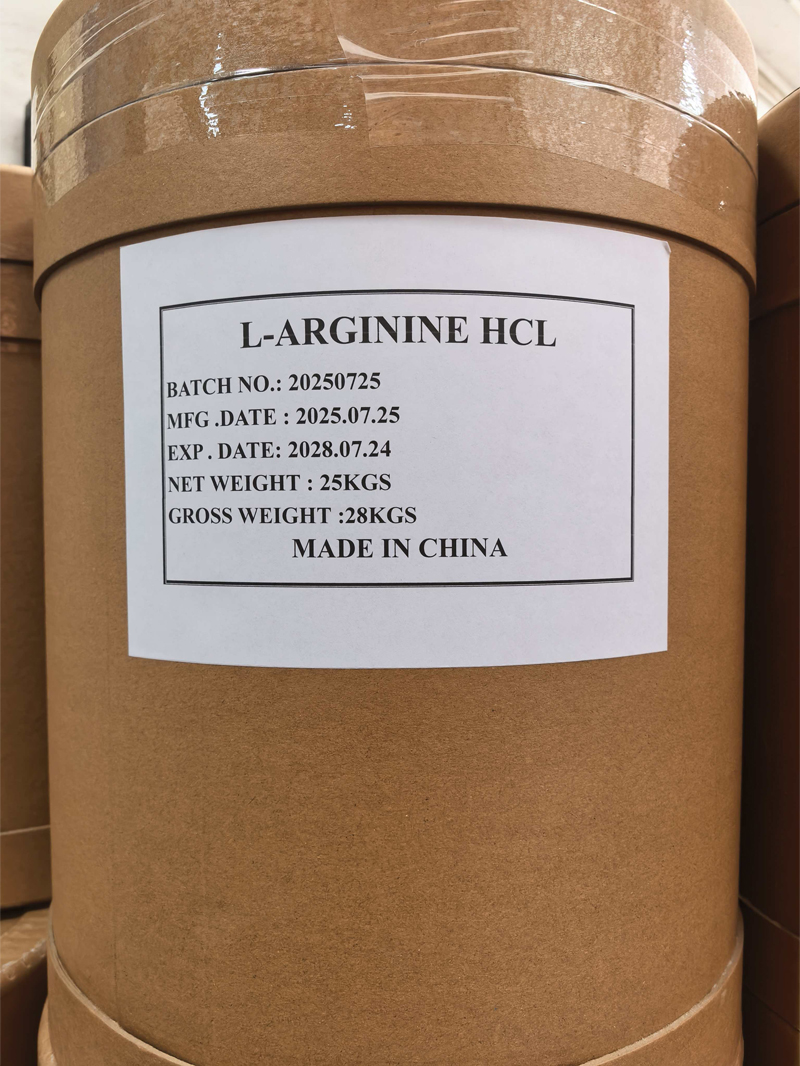 L-ARGININE HCL
BATCH NO.: 20250725
MFG .DATE : 2025.07.25
EXP . DATE: 2028.07.24
NET WEIGHT : 25KGS
GROSS WEIGHT :28KGS
MADE IN CHINA